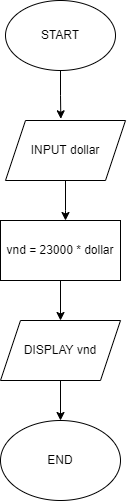 START
INPUT dollar
vnd = 23000 * dollar
DISPLAY vnd
END